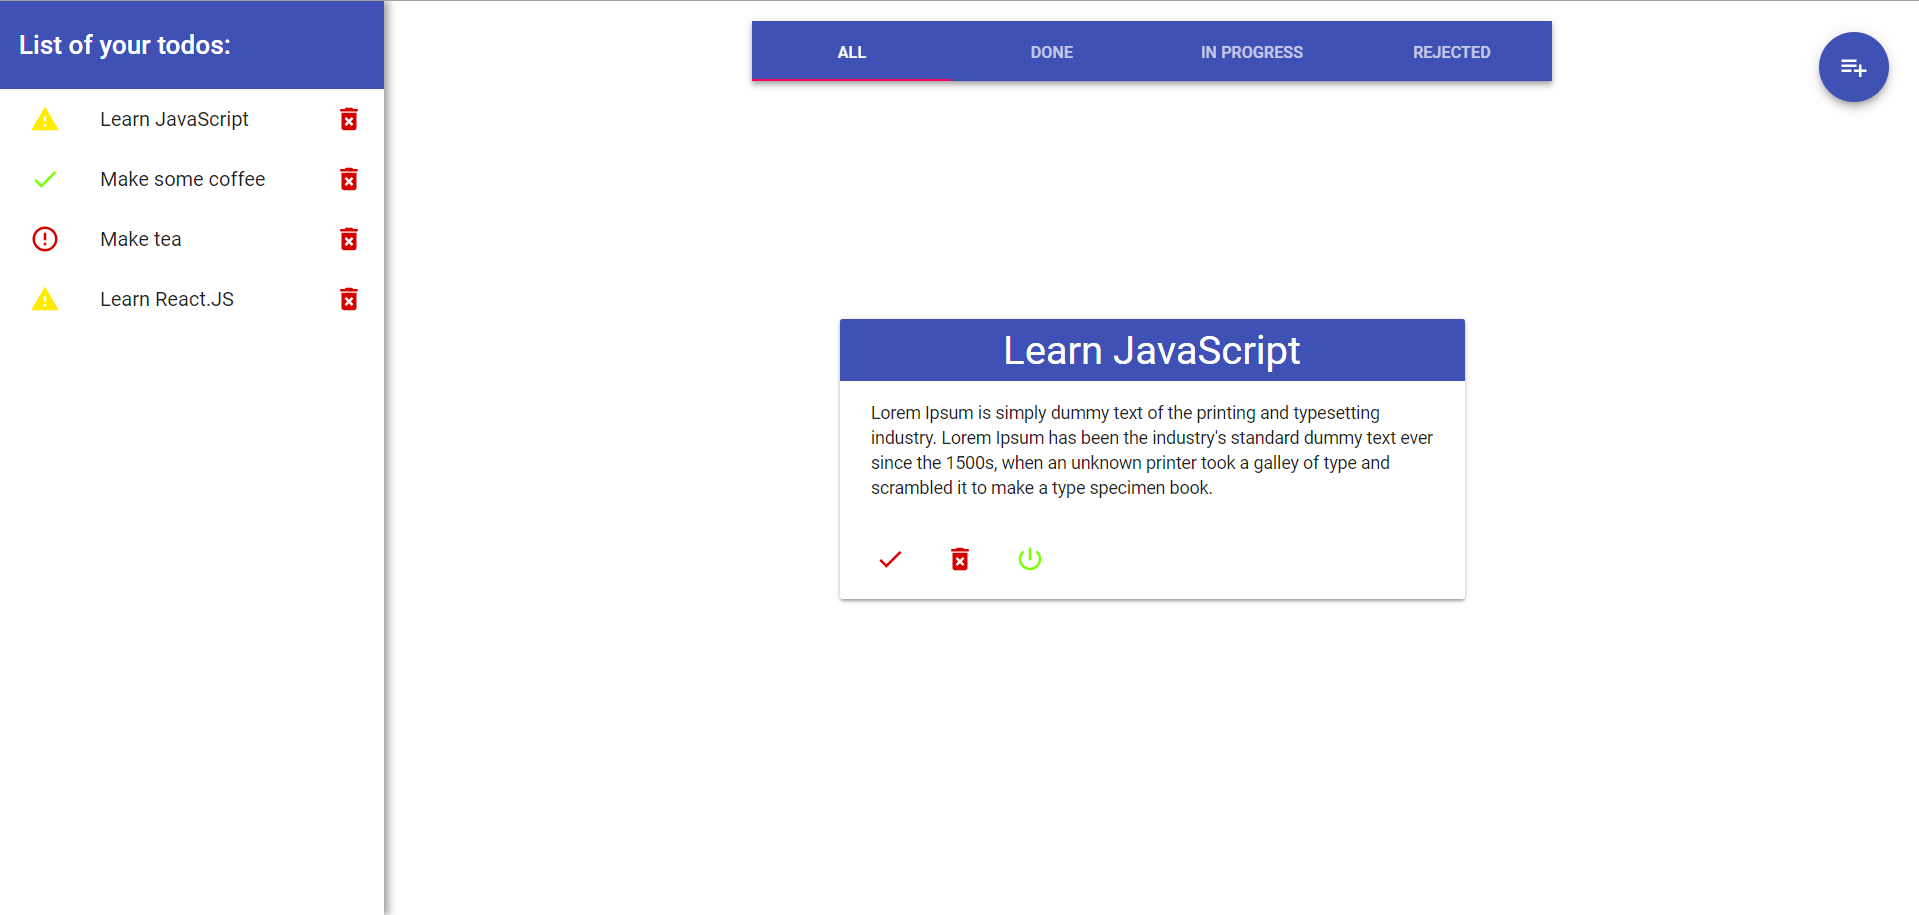 List of your todos:
Learn JavaScript
Make some coffee
Make tea
Learn React.JS
ALL
DONE
IN PROGRESS
REJECTED
Learn JavaScript
Lorem Ipsum is simply dummy text of the printing and typesetting
industry. Lorem Ipsum has been the industry's standard dummy text ever
since the 1500s, when an unknown printer took a galley of type and
scrambled it to make a type specimen book.